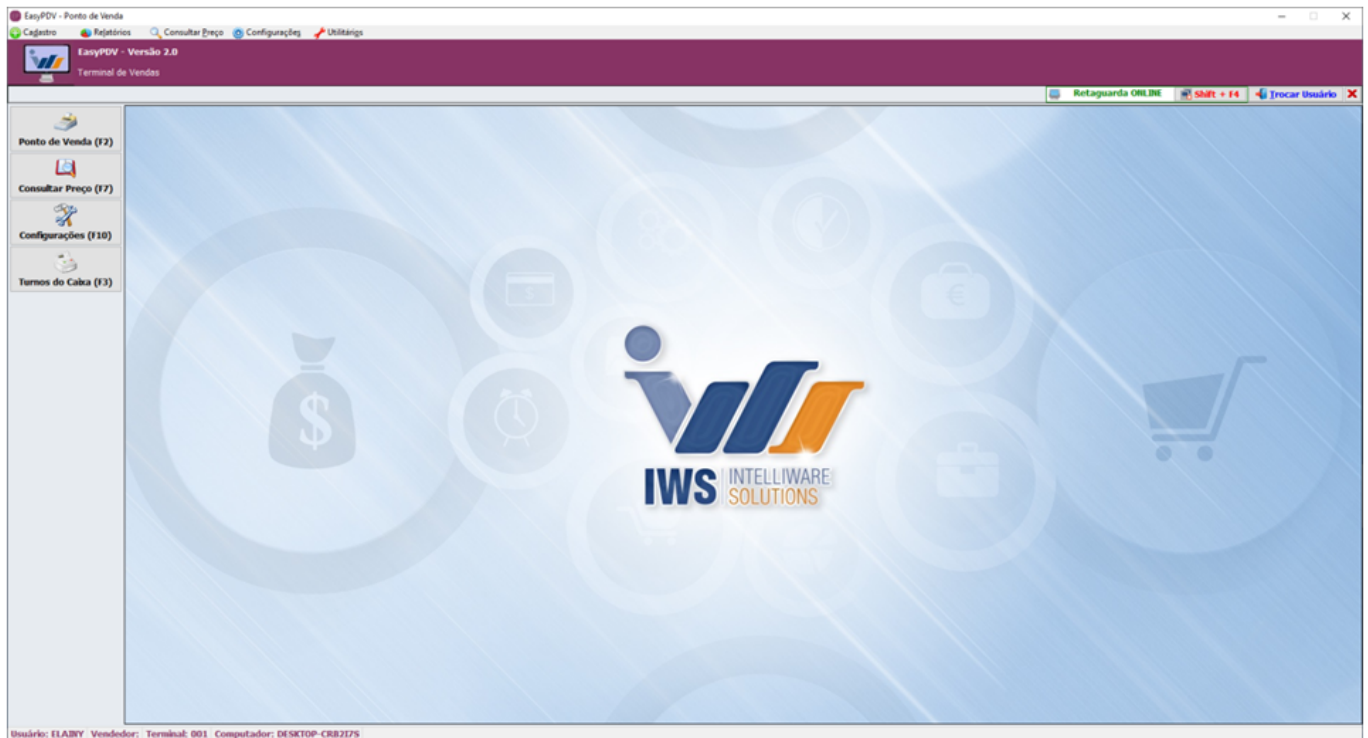 EasyPDV - Ponto de Venda
Cadastro Relatórios Consultar Preço Configurações Utilitários
EasyPDV - Versão 2.0
Terminal de Vendas
Retaguarda ONLINE Shift + F4 Trocar Usuário
Ponto de Venda (F2)
Consultar Preço (F7)
Configurações (F10)
Turnos do Caixa (F3)
$
$
€
IWS INTELLIWARE
SOLUTIONS
Usuário: ELAINY Vendedor: Terminal: 001 Computador: DESKTOP-CRB2I7S